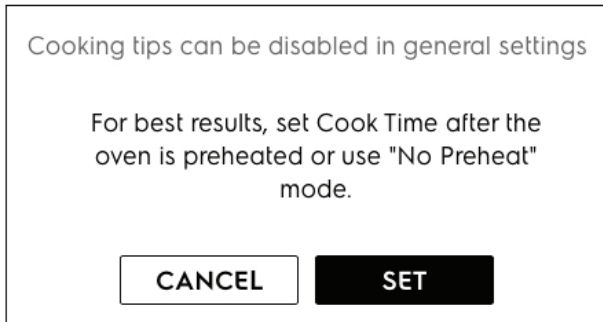 Cooking tips can be disabled in general settings
For best results, set Cook Time after the
oven is preheated or use "No Preheat"
mode.
CANCEL
SET